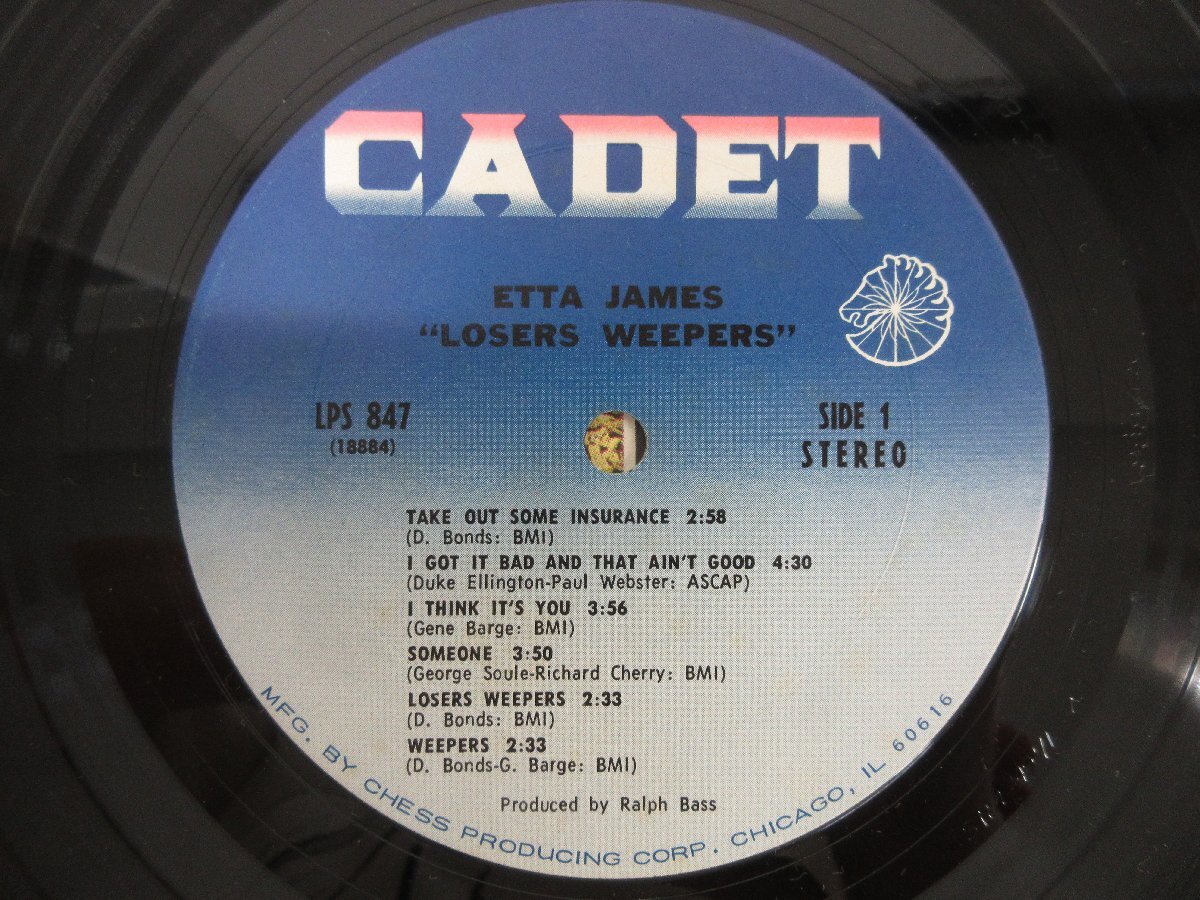 CADET
ETTA JAMES
“LOSERS WEEPERS”
LPS 847
(18884)
SIDE 1
STEREO
TAKE OUT SOME INSURANCE 2:58
(D. Bonds: BMI)
I GOT IT BAD AND THAT AIN'T GOOD 4:30
(Duke Ellington-Paul Webster: ASCAP)
I THINK IT'S YOU 3:56
(Gene Barge: BMI)
SOMEONE 3:50
(George Soule-Richard Cherry: BMI)
LOSERS WEEPERS 2:33
(D. Bonds: BMI)
WEEPERS 2:33
(D. Bonds-G. Barge: BMI)
Produced by Ralph Bass
MFG. BY CHESS PRODUCING CORP. CHICAGO, IL 60616